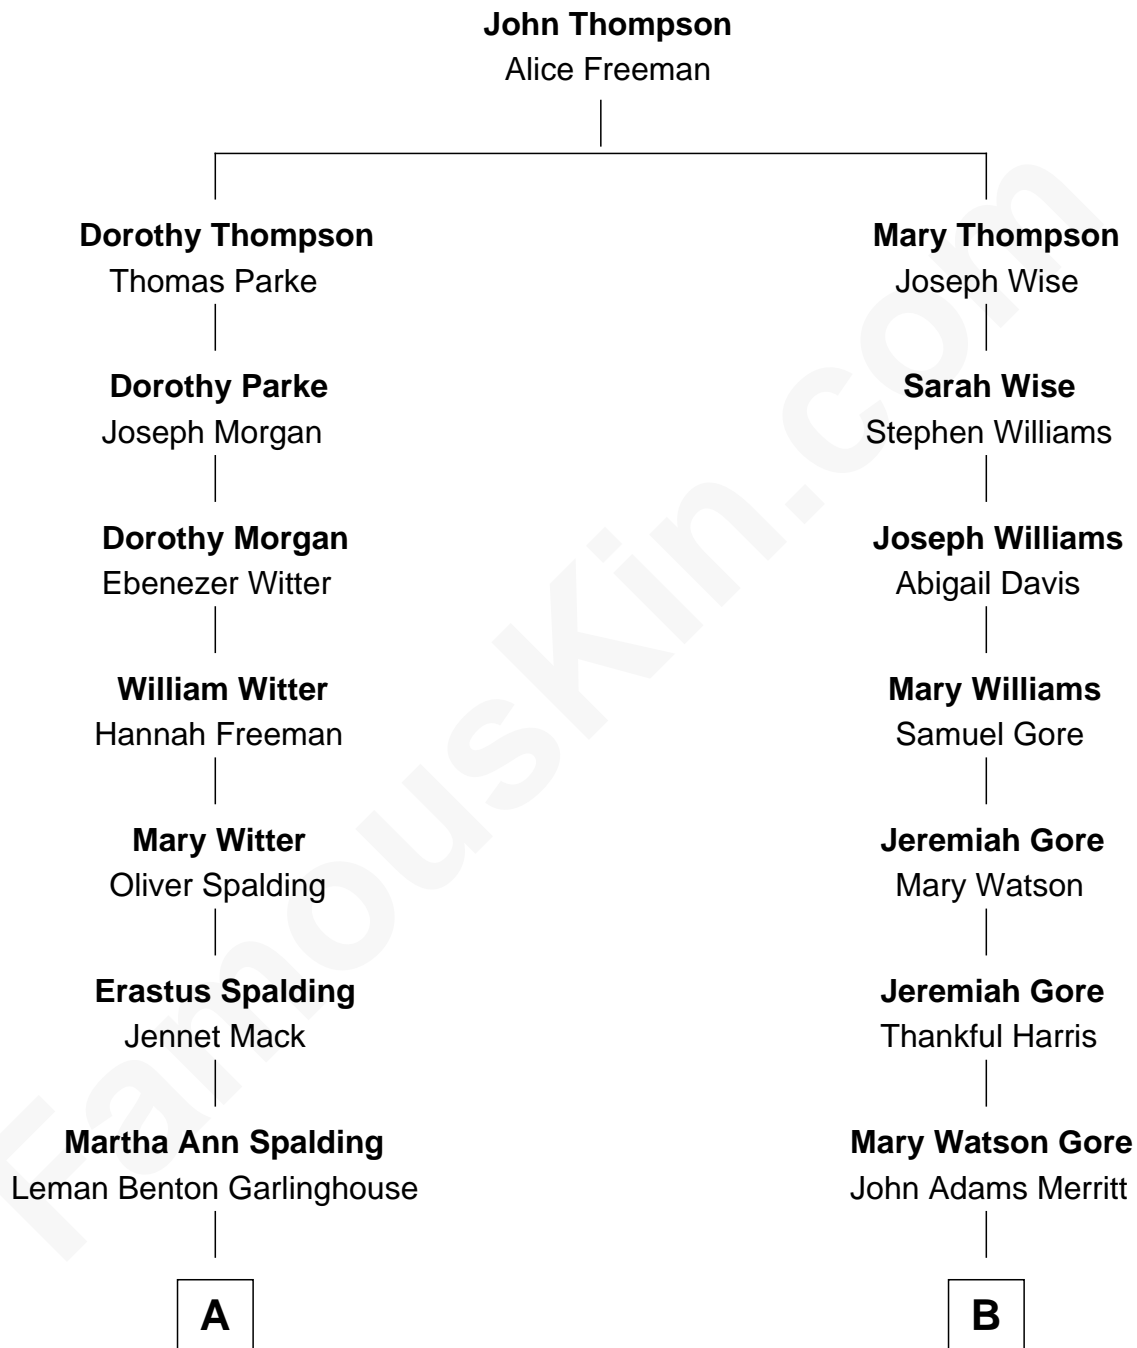 John Thompson
Alice Freeman
Dorothy Thompson
Thomas Parke
Mary Thompson
Joseph Wise
Dorothy Parke
Joseph Morgan
Sarah Wise
Stephen Williams
Dorothy Morgan
Ebenezer Witter
Joseph Williams
Abigail Davis
William Witter
Hannah Freeman
Mary Williams
Samuel Gore
Mary Witter
Oliver Spalding
Jeremiah Gore
Mary Watson
Erastus Spalding
Jennet Mack
Jeremiah Gore
Thankful Harris
Martha Ann Spalding
Leman Benton Garlinghouse
Mary Watson Gore
John Adams Merritt
A
B
FamousKin.com